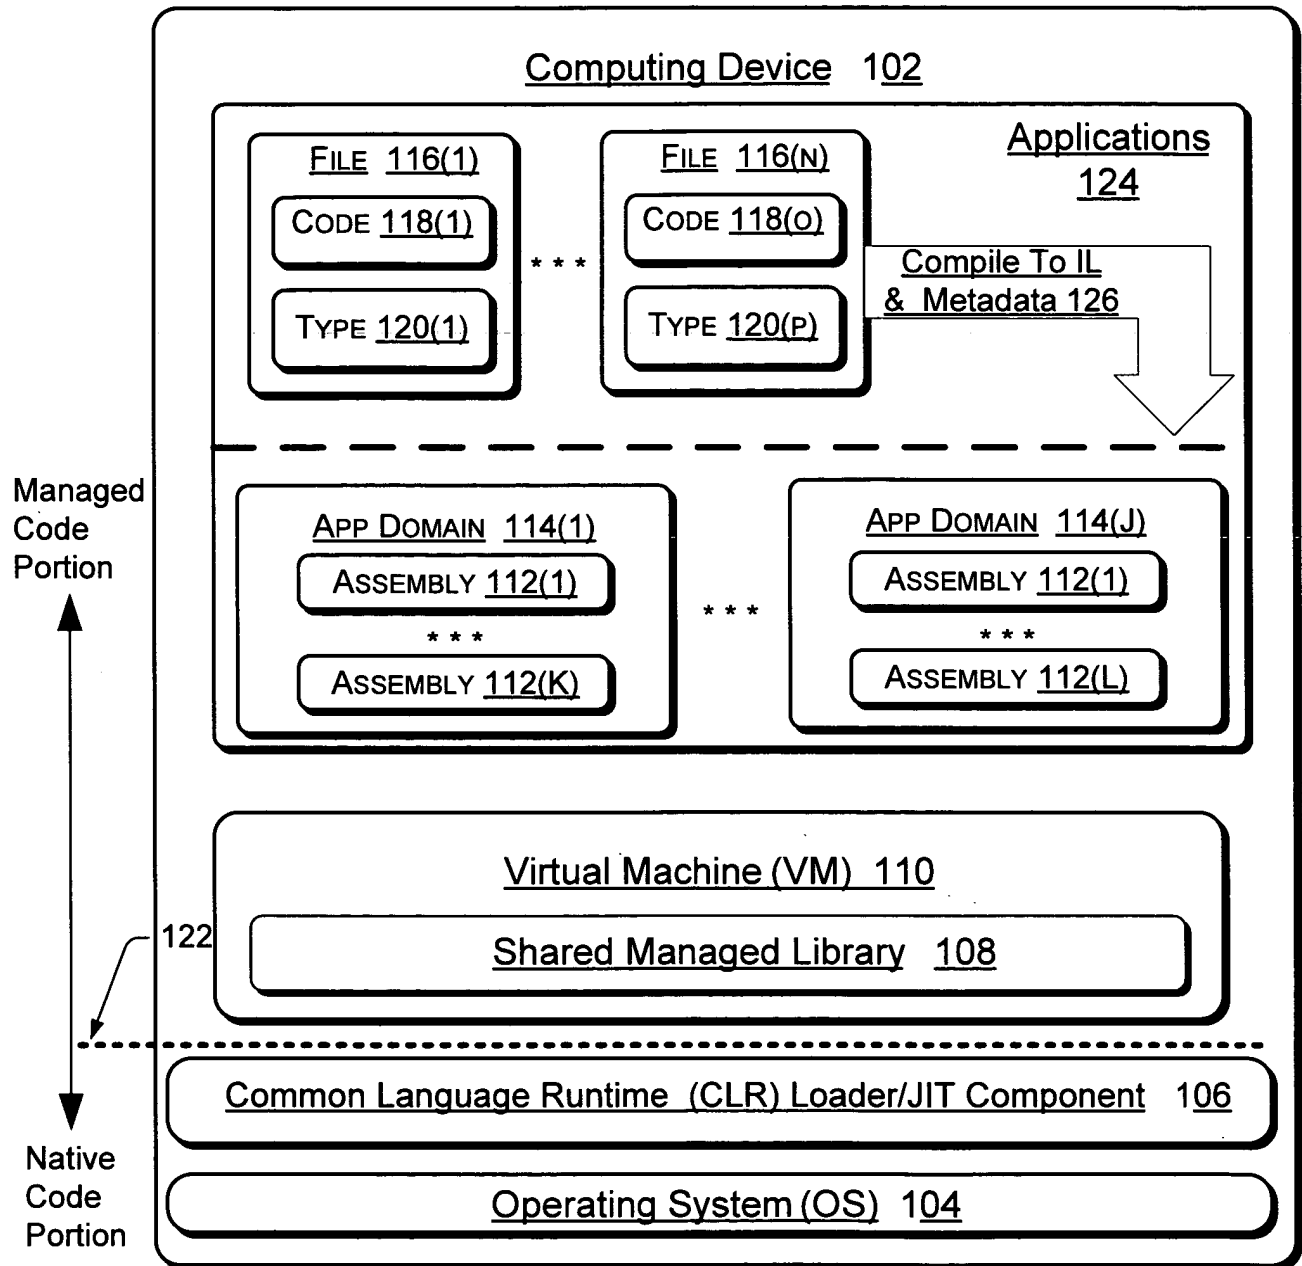 Computing Device 102
Applications
124
FILE 116(1)
CODE 118(1)
TYPE 120(1)
* * *
FILE 116(N)
CODE 118(O)
TYPE 120(P)
Compile To IL
& Metadata 126
Managed
Code
Portion
APP DOMAIN 114(1)
ASSEMBLY 112(1)
* * *
ASSEMBLY 112(K)
* * *
APP DOMAIN 114(J)
ASSEMBLY 112(1)
* * *
ASSEMBLY 112(L)
Virtual Machine (VM) 110
Shared Managed Library 108
122
Common Language Runtime (CLR) Loader/JIT Component 106
Native
Code
Portion
Operating System (OS) 104